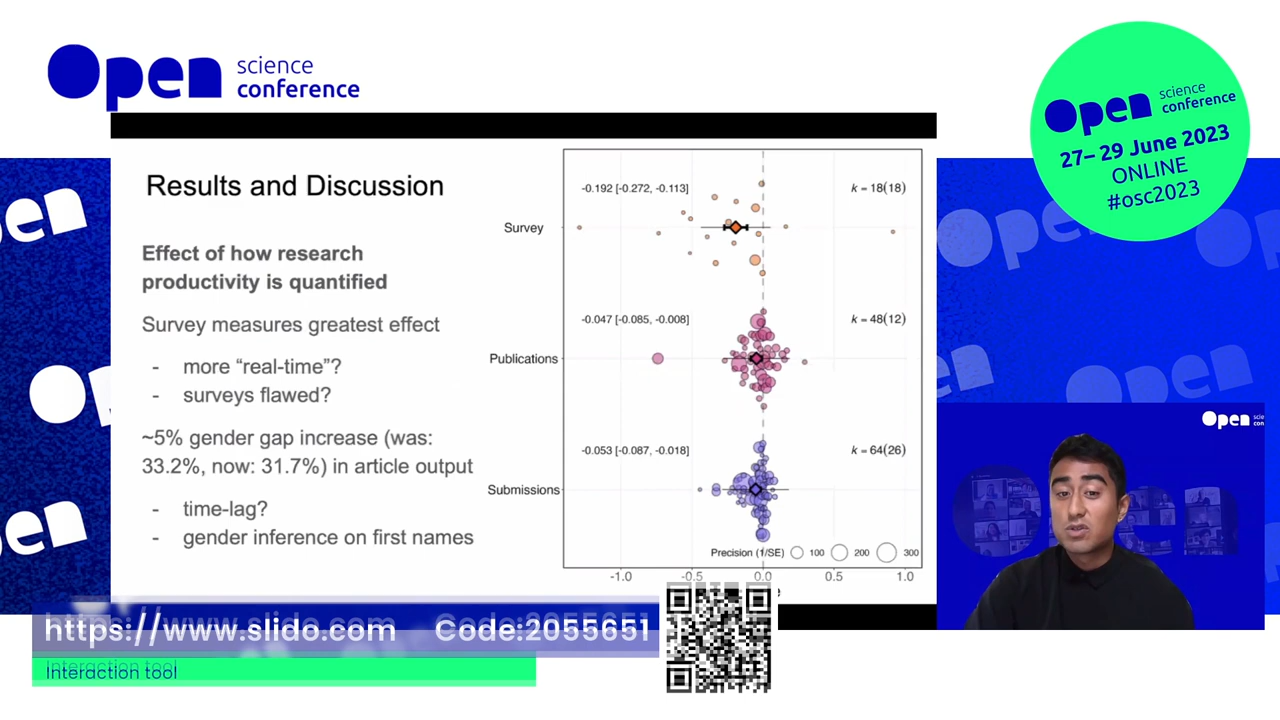 Open science conference
Open science conference
27– 29 June 2023
ONLINE
#osc2023
Results and Discussion
Effect of how research
productivity is quantified
Survey measures greatest effect
- more “real-time”?
- surveys flawed?
~5% gender gap increase (was:
33.2%, now: 31.7%) in article output
- time-lag?
- gender inference on first names
-0.192 [-0.272, -0.113]
k = 18(18)
Survey
-0.047 [-0.085, -0.008]
k = 48(12)
Publications
-0.053 [-0.087, -0.018]
k = 64(26)
Submissions
Precision (1/SE) 100 200 300
-1.0 -0.5 0.0 0.5 1.0
Open scie
con
https://www.slido.com Code:2055651
Interaction tool